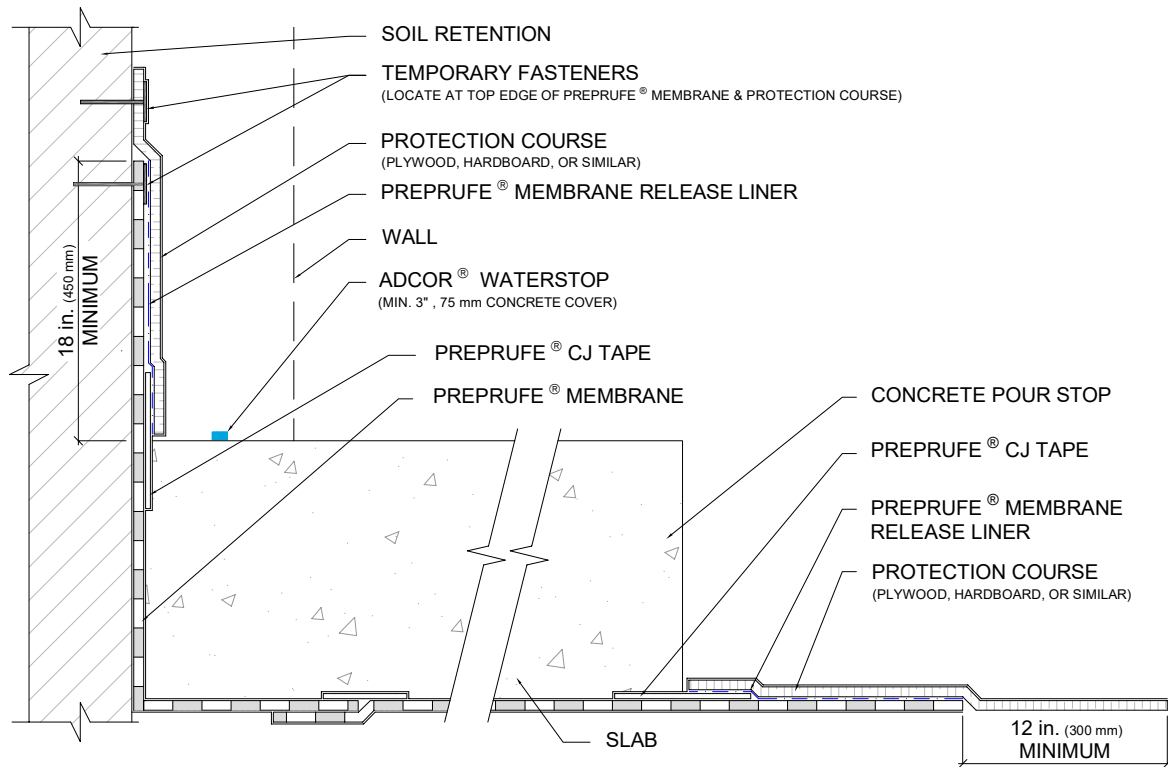 SOIL RETENTION
TEMPORARY FASTENERS
(LOCATE AT TOP EDGE OF PREPRUFE ® MEMBRANE & PROTECTION COURSE)
PROTECTION COURSE
(PLYWOOD, HARDBOARD, OR SIMILAR)
PREPRUFE ® MEMBRANE RELEASE LINER
WALL
ADCOR ® WATERSTOP
(MIN. 3" , 75 mm CONCRETE COVER)
18 in. (450 mm)
MINIMUM
PREPRUFE ® CJ TAPE
PREPRUFE ® MEMBRANE
CONCRETE POUR STOP
PREPRUFE ® CJ TAPE
PREPRUFE ® MEMBRANE
RELEASE LINER
PROTECTION COURSE
(PLYWOOD, HARDBOARD, OR SIMILAR)
SLAB
12 in. (300 mm)
MINIMUM